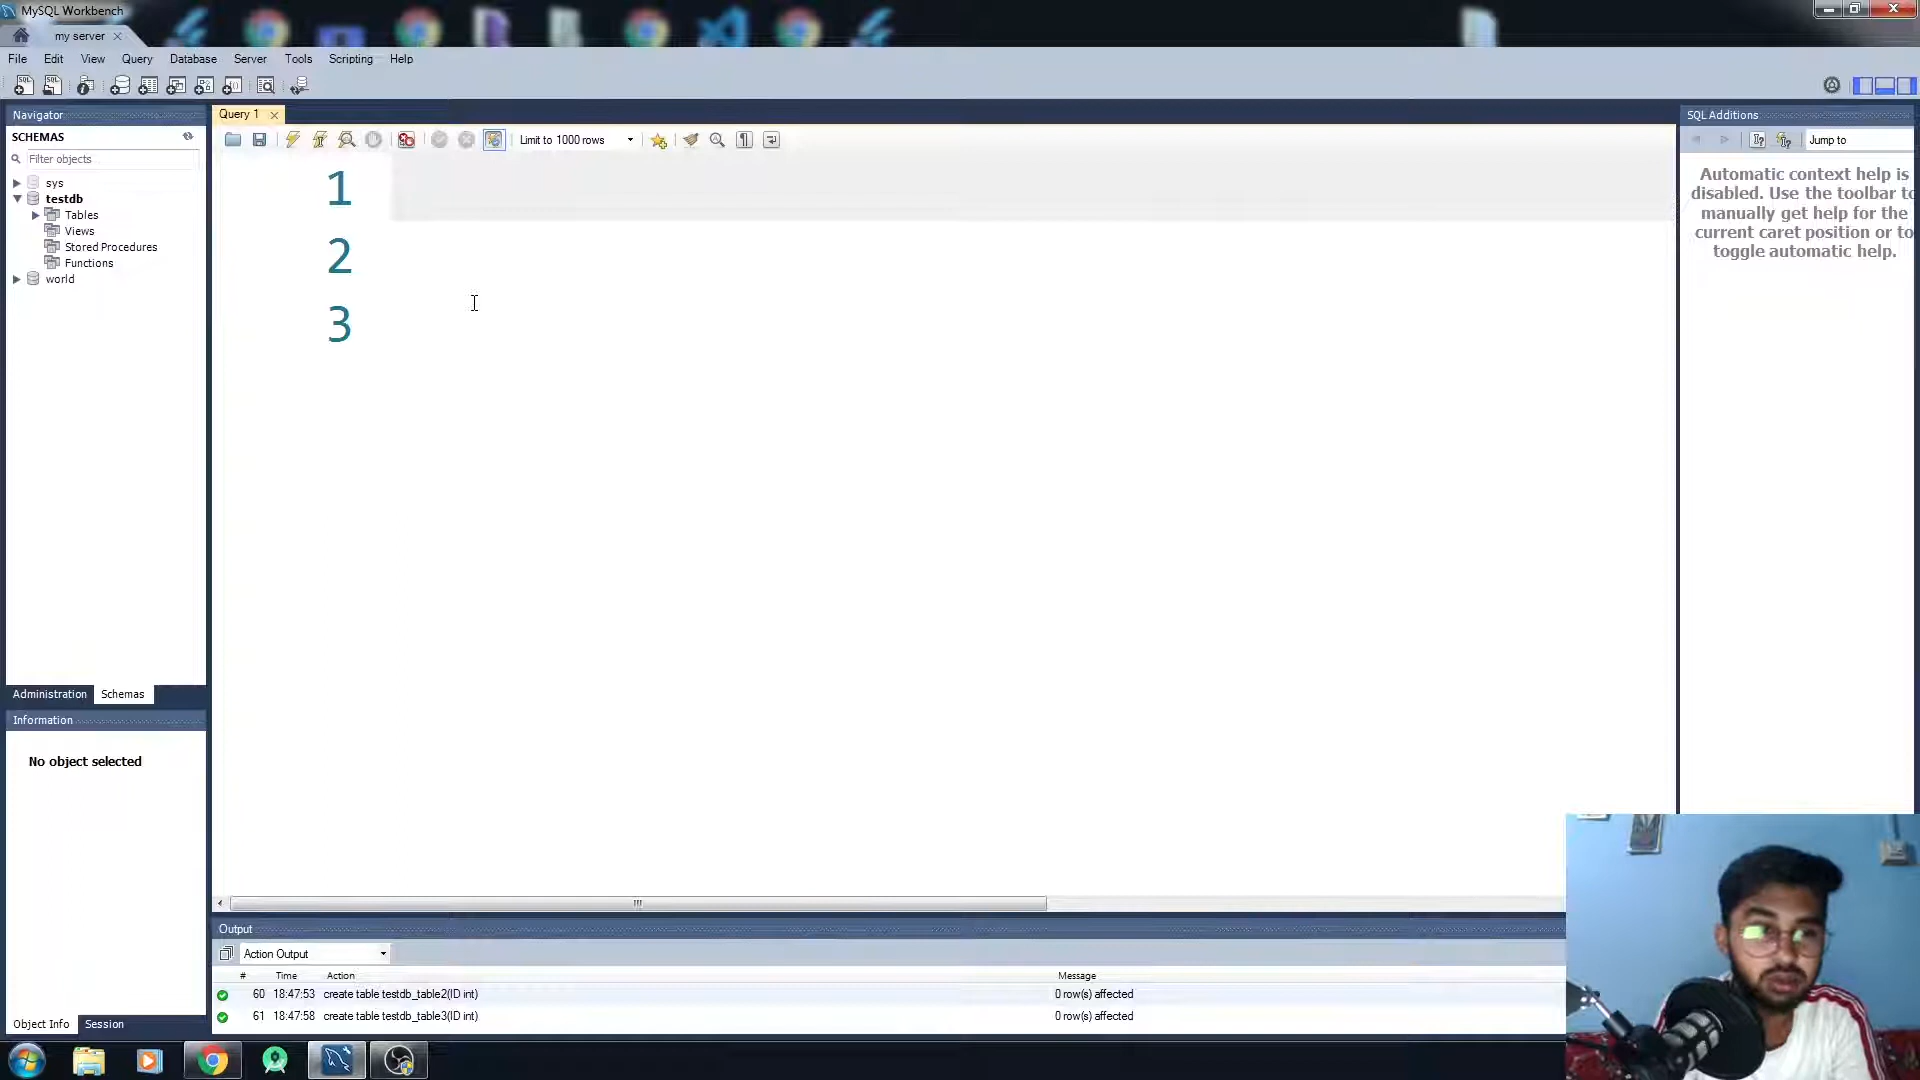 MySQL Workbench
my server
File Edit View Query Database Server Tools Scripting Help
Navigator
SCHEMAS
Filter objects
sys
testdb
Tables
Views
Stored Procedures
Functions
world
Administration Schemas
Information
No object selected
Object Info Session
Query 1
Limit to 1000 rows
1
2
3
Output
Action Output
# Time Action Message
60 18:47:53 create table testdb_table2(ID int) 0 row(s) affected
61 18:47:58 create table testdb_table3(ID int) 0 row(s) affected
SQL Additions
Jump to
Automatic context help is
disabled. Use the toolbar to
manually get help for the
current caret position or to
toggle automatic help.